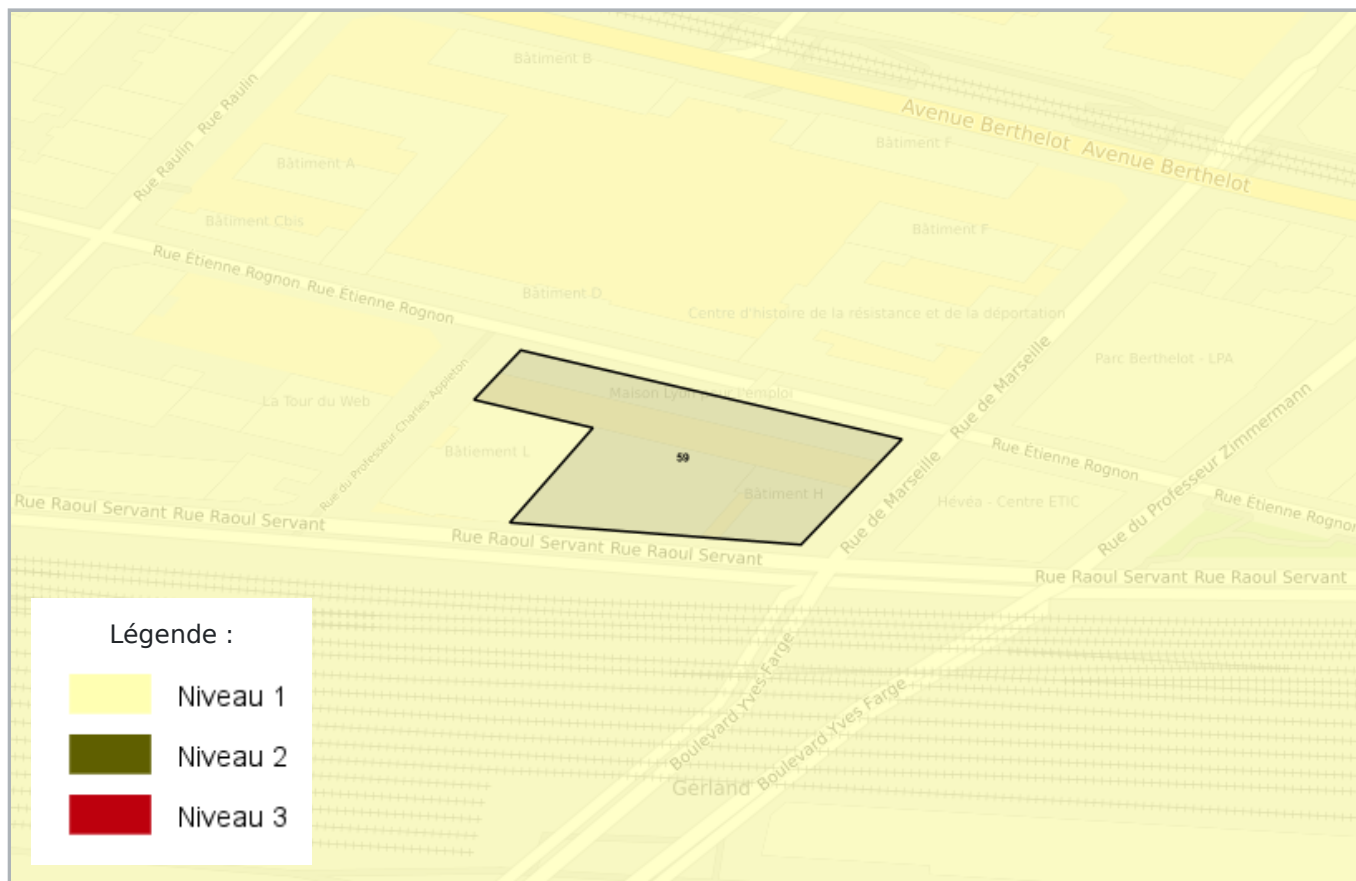 Bâtiment B
Avenue Berthelot Avenue Berthelot
Rue Raulin Rue Raulin
Bâtiment F
Bâtiment A
Bâtiment Cbis
Bâtiment F
Rue Étienne Rognon Rue Étienne Rognon
Bâtiment D
Centre d'histoire de la résistance et de la déportation
Parc Berthelot - LPA
Rue de Marseille Rue de Marseille
Maison Lyon pour l'emploi
La Tour du Web
Rue du Professeur Charles Appleton
Rue du Professeur Zimmermann
Bâtiement L
59
Rue Étienne Rognon Rue Étienne Rognon
Bâtiment H
Hévéa - Centre ETIC
Rue Raoul Servant Rue Raoul Servant
Rue Raoul Servant Rue Raoul Servant
Rue Raoul Servant Rue Raoul Servant
Boulevard Yves Farge Boulevard Yves Farge
Gerland
Légende :
Niveau 1
Niveau 2
Niveau 3